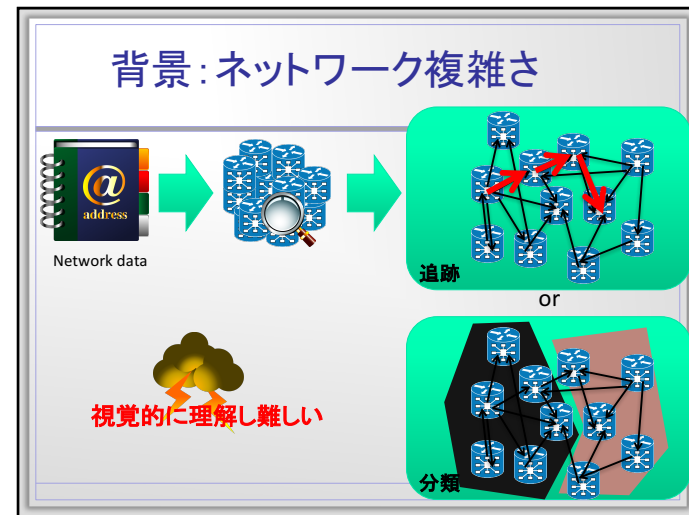 背景：ネットワーク複雑さ
@
address
Network data
追跡
or
視覚的に理解し難しい
分類